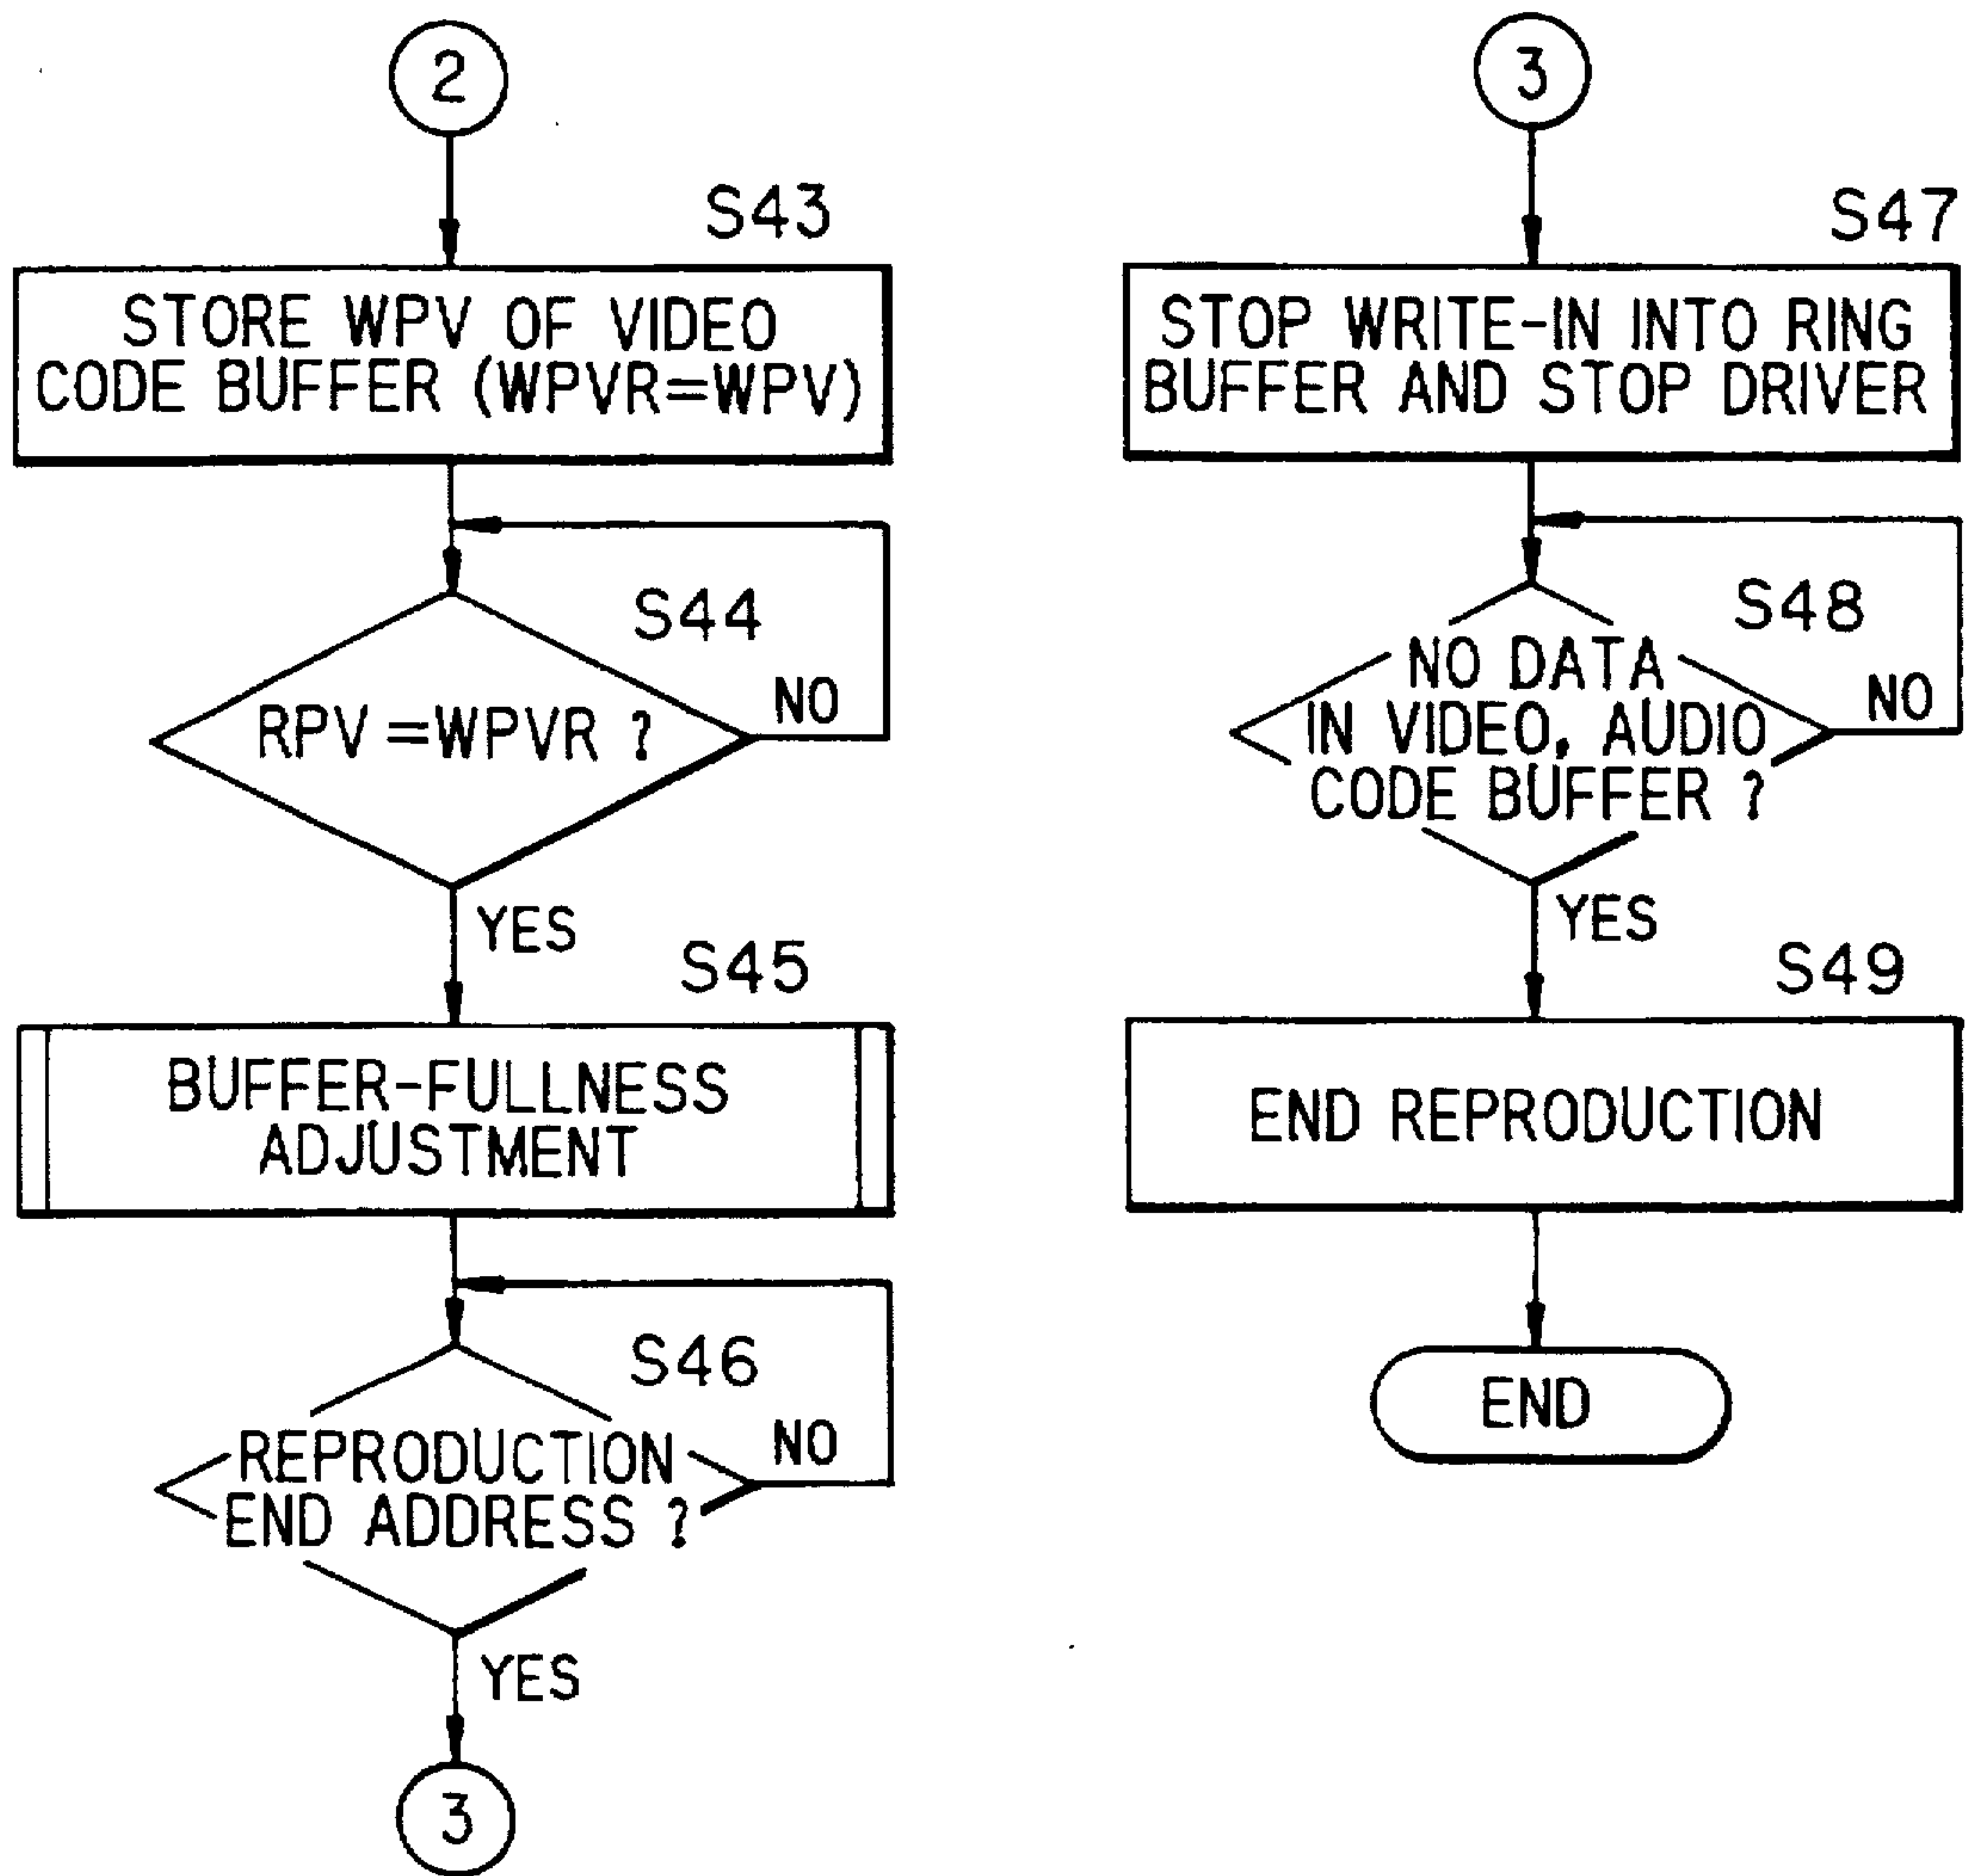 2
S43
STORE WPV OF VIDEO
CODE BUFFER (WPVR=WPV)
S44
RPV=WPVR ?
NO
YES
S45
BUFFER-FULLNESS
ADJUSTMENT
S46
REPRODUCTION
END ADDRESS ?
NO
YES
3
3
S47
STOP WRITE-IN INTO RING
BUFFER AND STOP DRIVER
S48
NO DATA
IN VIDEO, AUDIO
CODE BUFFER ?
NO
YES
S49
END REPRODUCTION
END